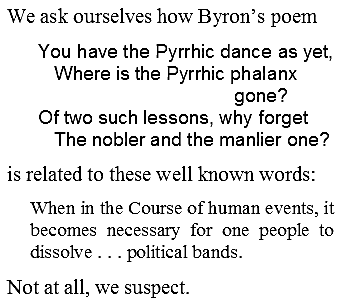 We ask ourselves how Byron's poem
You have the Pyrrhic dance as yet,
Where is the Pyrrhic phalanx
gone?
Of two such lessons, why forget
The nobler and the manlier one?
is related to these well known words:
When in the Course of human events, it
becomes necessary for one people to
dissolve . . . political bands.
Not at all, we suspect.